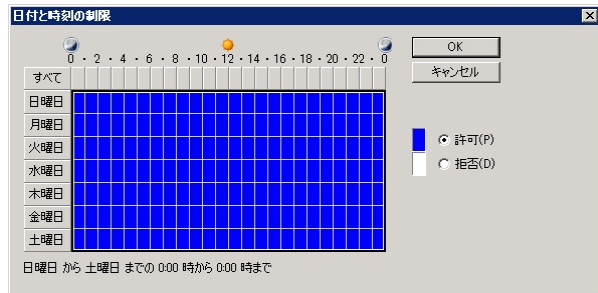 日付と時刻の制限
0 · 2 · 4 · 6 · 8 · 10 · 12 · 14 · 16 · 18 · 20 · 22 · 0
すべて
日曜日
月曜日
火曜日
水曜日
木曜日
金曜日
土曜日
日曜日 から 土曜日 までの 0:00 時から 0:00 時まで
OK
キャンセル
許可(P)
拒否(D)